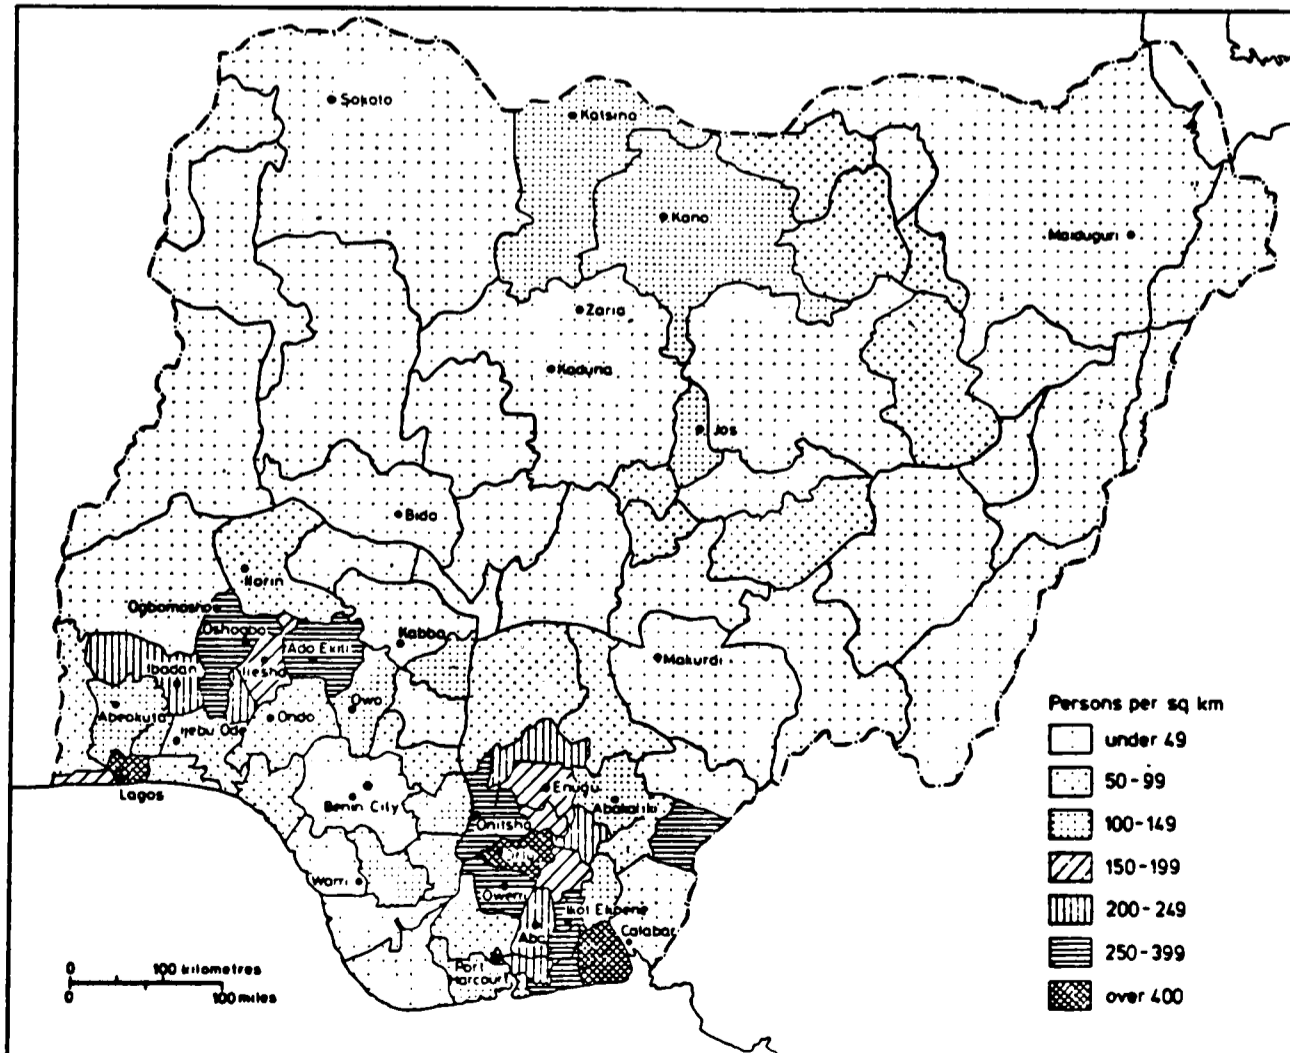 Sokoto
Katsina
Kano
Maiduguri
Zaria
Kaduna
Jos
Bida
Ilorin
Ogbomosho
Oshogbo
Ado Ekiti
Kabba
Ibadan
Ilesha
Makurdi
Abeokuta
Owo
Ijebu Ode
Ondo
Lagos
Benin City
Enugu
Abakaliki
Onitsha
Orlu
Warri
Owerri
Ikot Ekpene
Aba
Calabar
Port
Harcourt
Persons per sq km
under 49
50-99
100-149
150-199
200-249
250-399
over 400
0 100 kilometres
0 100 miles